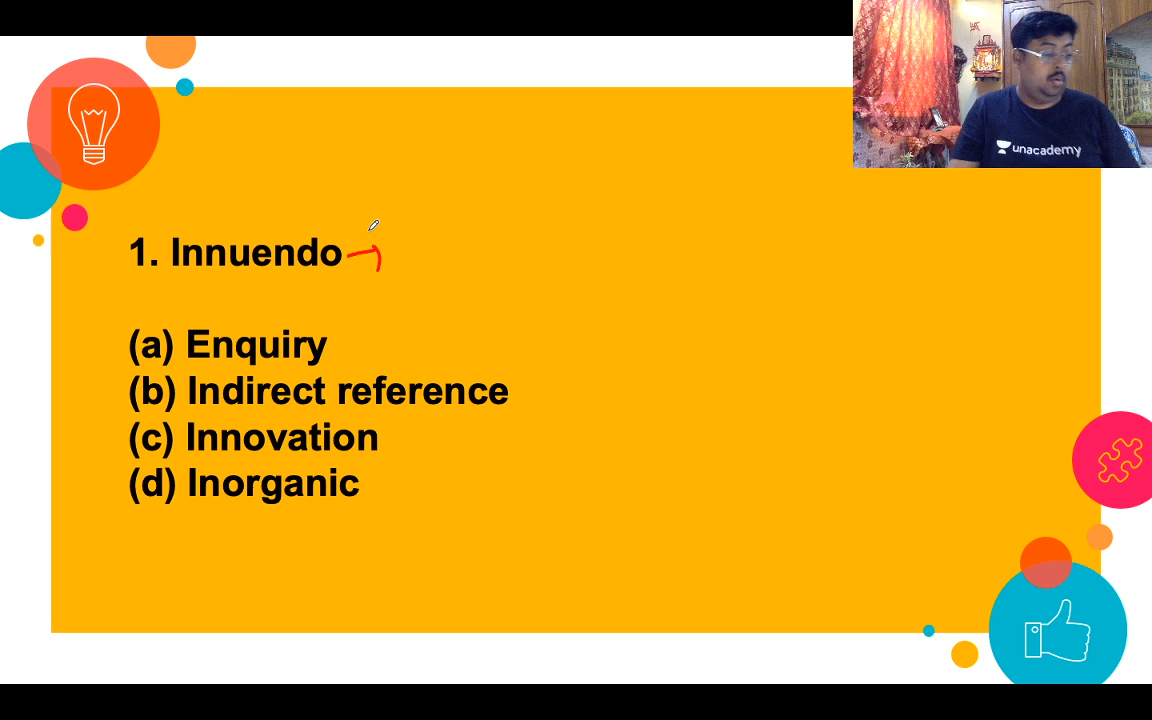 unacademy
1. Innuendo
(a) Enquiry
(b) Indirect reference
(c) Innovation
(d) Inorganic